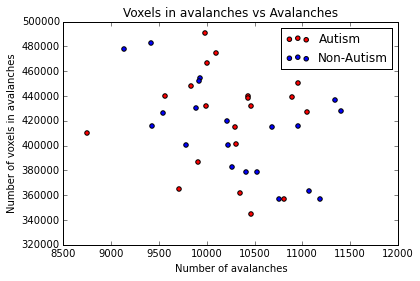 Voxels in avalanches vs Avalanches
500000
480000
460000
440000
420000
400000
380000
360000
340000
320000
Number of voxels in avalanches
Autism
Non-Autism
8500 9000 9500 10000 10500 11000 11500 12000
Number of avalanches